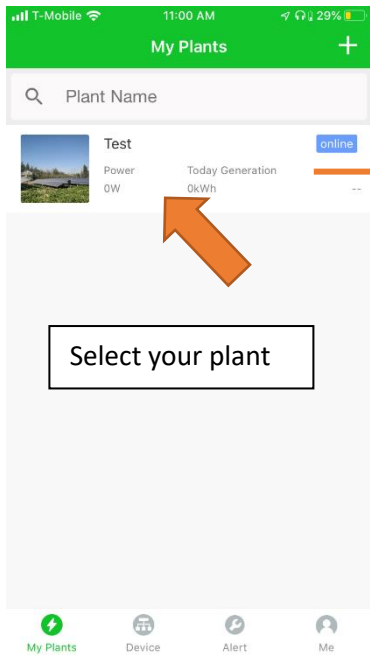 T-Mobile 11:00 AM 29%
My Plants +
Plant Name
Test online
Power Today Generation
0W 0kWh --
Select your plant
My Plants Device Alert Me